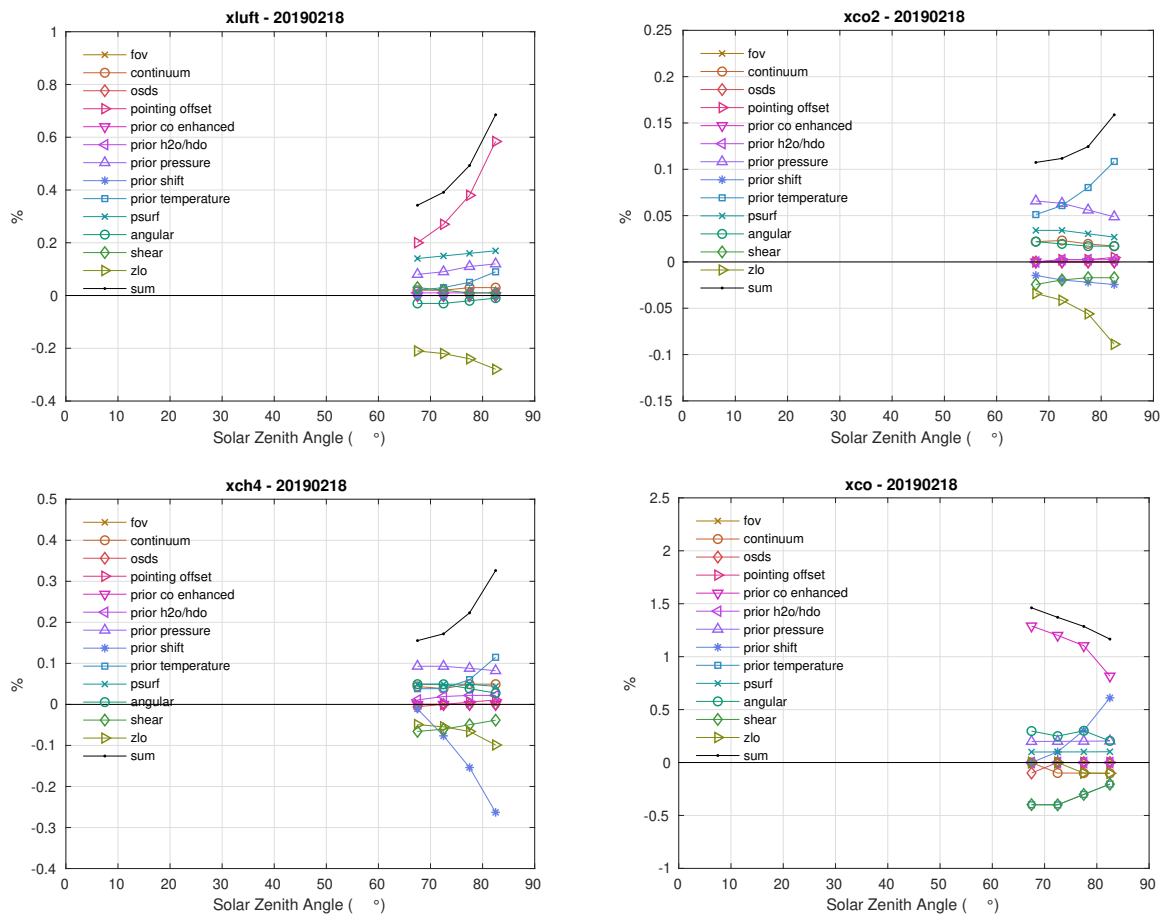 xluft - 20190218
1
0.8
0.6
0.4
0.2
0
-0.2
-0.4
%
fov
continuum
osds
pointing offset
prior co enhanced
prior h2o/hdo
prior pressure
prior shift
prior temperature
psurf
angular
shear
zlo
sum
0 10 20 30 40 50 60 70 80 90
Solar Zenith Angle ( °)
xco2 - 20190218
0.25
0.2
0.15
0.1
0.05
0
-0.05
-0.1
-0.15
%
fov
continuum
osds
pointing offset
prior co enhanced
prior h2o/hdo
prior pressure
prior shift
prior temperature
psurf
angular
shear
zlo
sum
0 10 20 30 40 50 60 70 80 90
Solar Zenith Angle ( °)
xch4 - 20190218
0.5
0.4
0.3
0.2
0.1
0
-0.1
-0.2
-0.3
-0.4
%
fov
continuum
osds
pointing offset
prior co enhanced
prior h2o/hdo
prior pressure
prior shift
prior temperature
psurf
angular
shear
zlo
sum
0 10 20 30 40 50 60 70 80 90
Solar Zenith Angle ( °)
xco - 20190218
2.5
2
1.5
1
0.5
0
-0.5
-1
%
fov
continuum
osds
pointing offset
prior co enhanced
prior h2o/hdo
prior pressure
prior shift
prior temperature
psurf
angular
shear
zlo
sum
0 10 20 30 40 50 60 70 80 90
Solar Zenith Angle ( °)